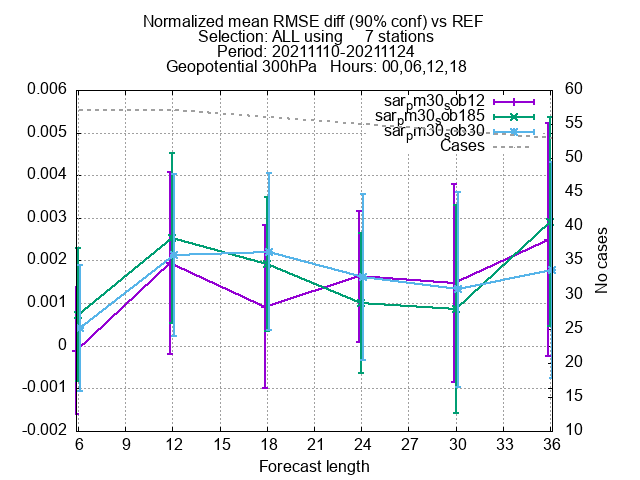 Normalized mean RMSE diff (90% conf) vs REF
Selection: ALL using     7 stations
Period: 20211110-20211124
Geopotential 300hPa   Hours: 00,06,12,18
sarpm30sob12
sarpm30sob185
sarpm30sob30
Cases
0.006
0.005
0.004
0.003
0.002
0.001
0
-0.001
-0.002
60
55
50
45
40
35
30
25
20
15
10
No cases
6 9 12 15 18 21 24 27 30 33 36
Forecast length